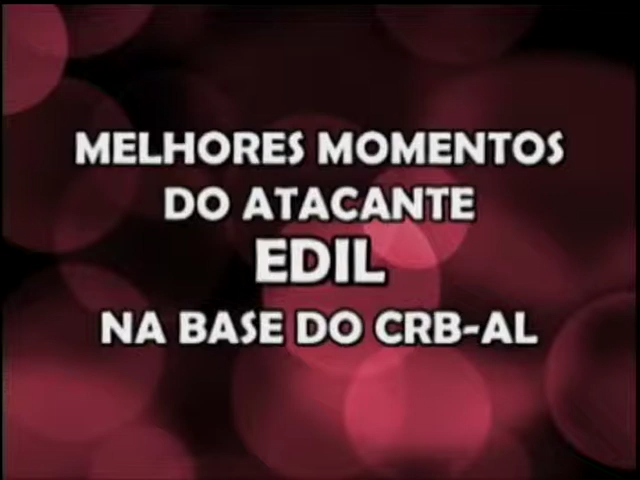 MELHORES MOMENTOS
DO ATACANTE
EDIL
NA BASE DO CRB-AL